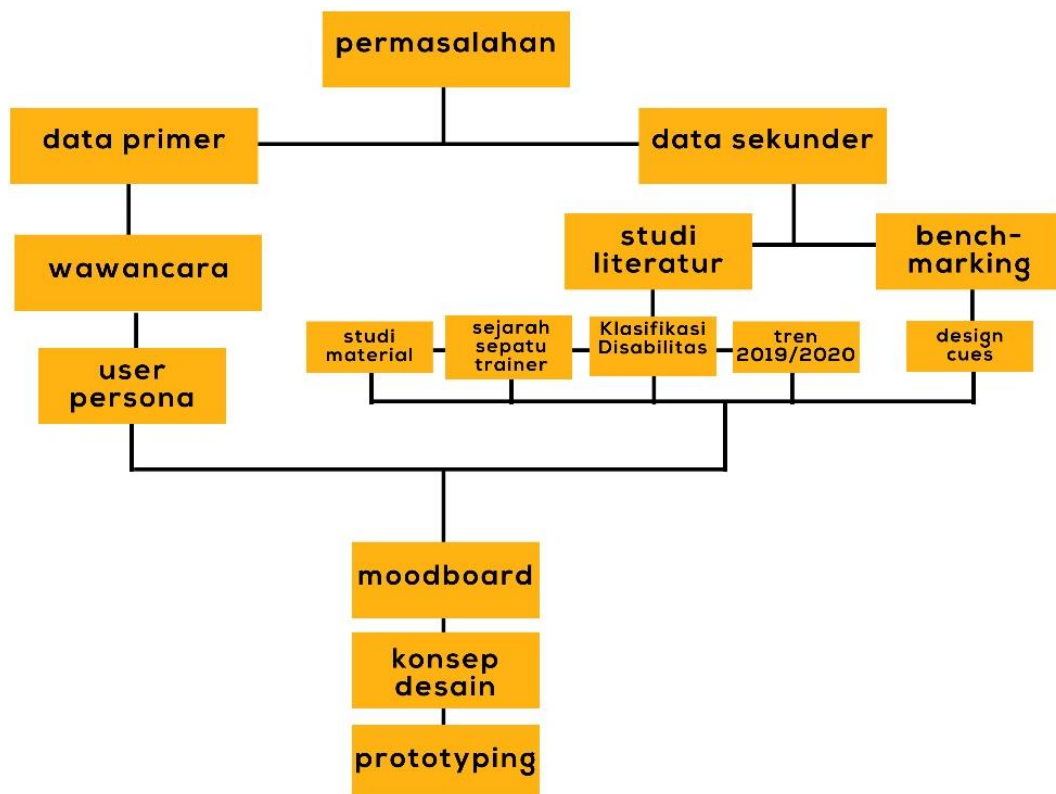 permasalahan
data primer
data sekunder
wawancara
studi
literatur
bench-
marking
user
persona
studi
material
sejarah
sepatu
trainer
Klasifikasi
Disabilitas
tren
2019/2020
design
cues
moodboard
konsep
desain
prototyping